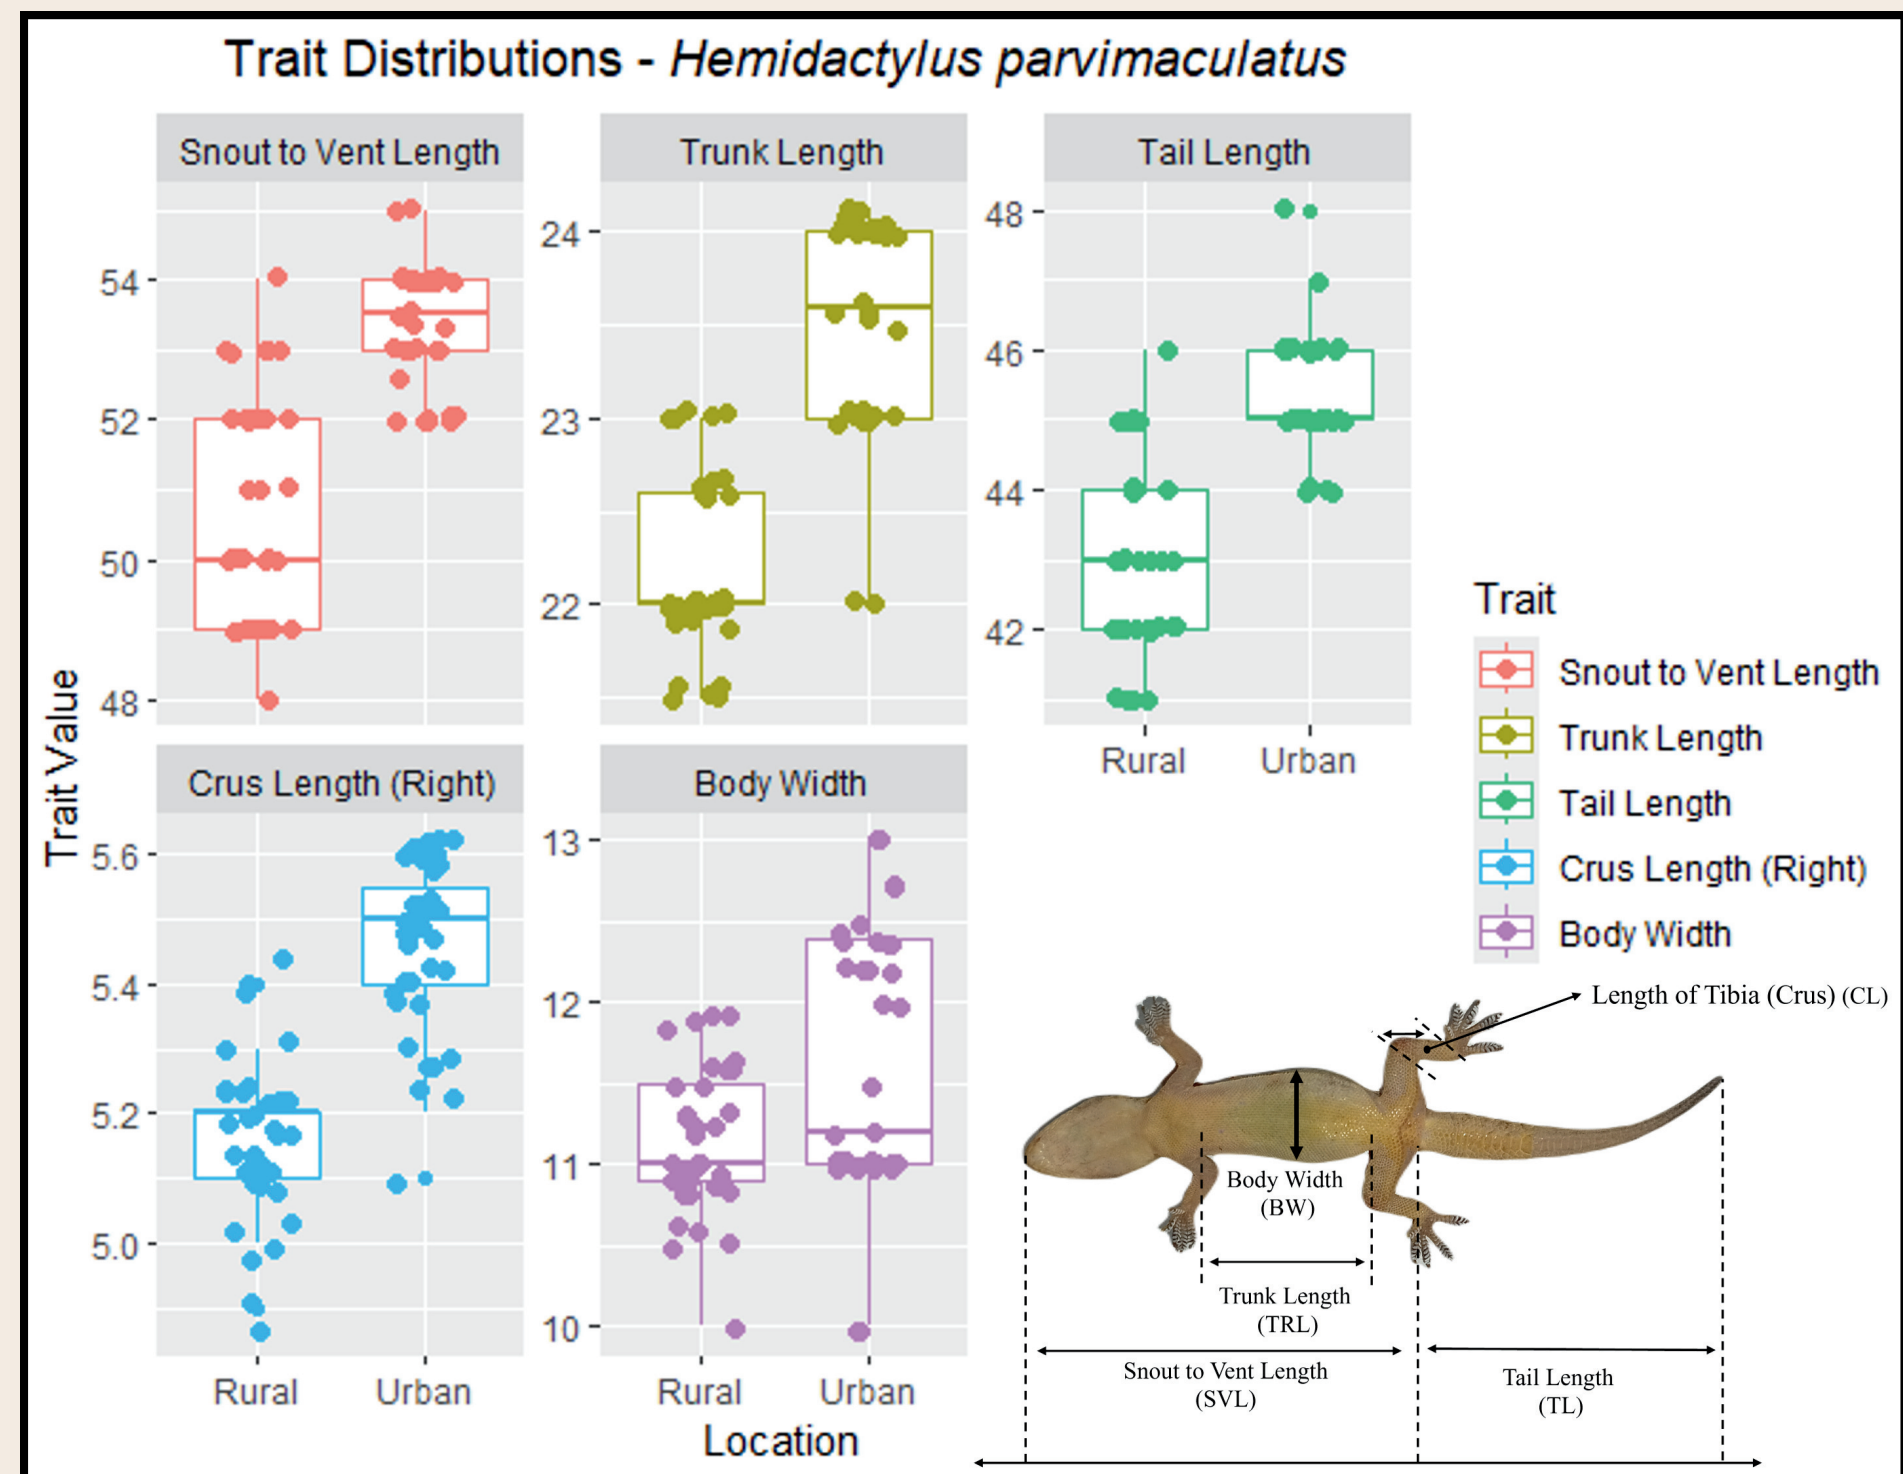 Trait Distributions - Hemidactylus parvimaculatus
Snout to Vent Length
Trunk Length
Tail Length
54
52
50
48
24
23
22
48
46
44
42
Rural
Urban
Trait Value
Crus Length (Right)
Body Width
5.6
5.4
5.2
5.0
13
12
11
10
Rural
Urban
Rural
Urban
Location
Trait
Snout to Vent Length
Trunk Length
Tail Length
Crus Length (Right)
Body Width
Length of Tibia (Crus) (CL)
Body Width
(BW)
Trunk Length
(TRL)
Snout to Vent Length
(SVL)
Tail Length
(TL)